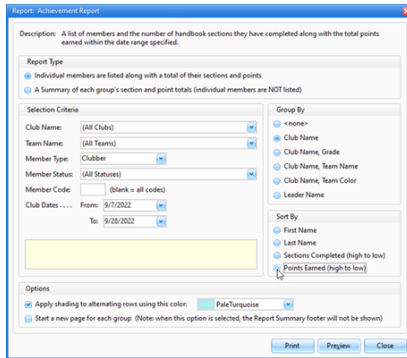 Report: Achievement Report
Description: A list of members and the number of handbook sections they have completed along with the total points
earned within the date range specified.
Report Type
Individual members are listed along with a total of their sections and points
A Summary of each group's section and point totals (individual members are NOT listed)
Selection Criteria
Club Name: (All Clubs)
Team Name: (All Teams)
Member Type: Clubber
Member Status: (All Statuses)
Member Code: (blank = all codes)
Club Dates . . . . From: 9/7/2022
To: 9/28/2022
Group By
<none>
Club Name
Club Name, Grade
Club Name, Team Name
Club Name, Team Color
Leader Name
Sort By
First Name
Last Name
Sections Completed (high to low)
Points Earned (high to low)
Options
Apply shading to alternating rows using this color: PaleTurquoise
Start a new page for each group (Note: when this option is selected, the Report Summary footer will not be shown)
Print Preview Close